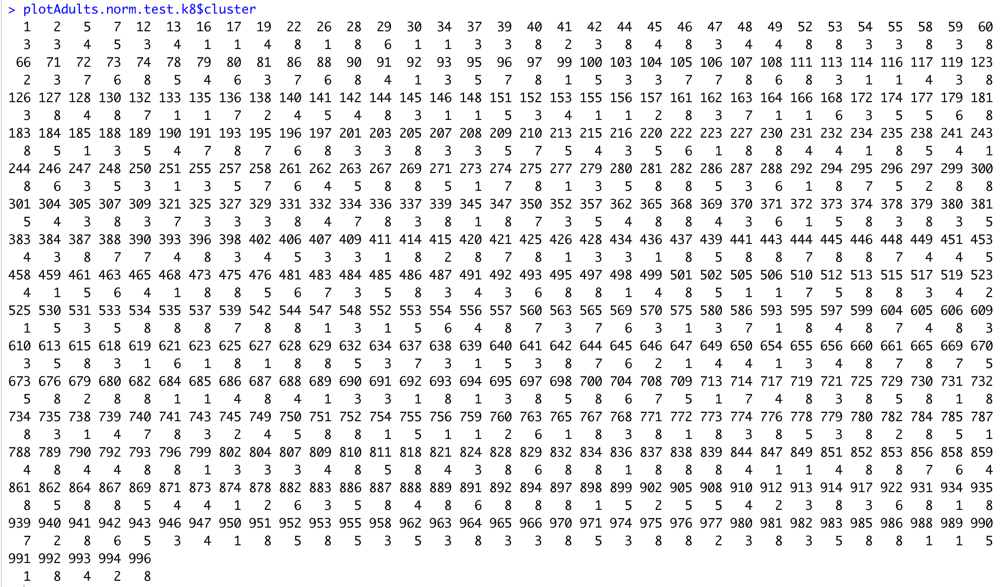 > plotAdults.norm.test.k8$cluster
1 2 5 7 12 13 16 17 19 22 26 28 29 30 34 37 39 40 41 42 44 45 46 47 48 49 52 53 54 55 58 59 60
3 3 4 5 3 4 1 1 4 8 1 8 6 1 1 3 3 8 2 3 8 4 8 3 4 4 8 8 3 3 8 3 8
66 71 72 73 74 78 79 80 81 86 88 90 91 92 93 95 96 97 99 100 103 104 105 106 107 108 111 113 114 116 117 119 123
2 3 7 6 8 5 4 6 3 7 6 8 4 1 3 5 7 8 1 5 3 3 7 7 8 6 8 3 1 1 4 3 8
126 127 128 130 132 133 135 136 138 140 141 142 144 145 146 148 151 152 153 155 156 157 161 162 163 164 166 168 172 174 177 179 181
3 8 4 8 7 1 1 7 2 4 5 4 8 3 1 1 5 3 4 1 1 2 8 3 7 1 1 6 3 5 5 6 8
183 184 185 188 189 190 191 193 195 196 197 201 203 205 207 208 209 210 213 215 216 220 222 223 227 230 231 232 234 235 238 241 243
8 5 1 3 5 4 7 8 7 6 8 3 3 8 3 3 5 7 5 4 3 5 6 1 8 8 4 4 1 8 5 4 1
244 246 247 248 250 251 255 257 258 261 262 263 267 269 271 273 274 275 277 279 280 281 282 286 287 288 292 294 295 296 297 299 300
8 6 3 5 3 1 3 5 7 6 4 5 8 8 5 1 7 8 1 3 5 8 8 5 3 6 1 8 7 5 2 8 8
301 304 305 307 309 321 325 327 329 331 332 334 336 337 339 345 347 350 352 357 362 365 368 369 370 371 372 373 374 378 379 380 381
5 4 3 8 3 7 3 3 3 8 4 7 8 3 8 1 8 7 3 5 4 8 8 4 3 6 1 5 8 3 8 3 5
383 384 387 388 390 393 396 398 402 406 407 409 411 414 415 420 421 425 426 428 434 436 437 439 441 443 444 445 446 448 449 451 453
4 3 8 7 7 4 8 3 4 5 3 3 1 8 2 8 7 8 1 3 3 1 8 5 8 8 7 8 8 7 4 4 5
458 459 461 463 465 468 473 475 476 481 483 484 485 486 487 491 492 493 495 497 498 499 501 502 505 506 510 512 513 515 517 519 523
4 1 5 6 4 1 8 8 5 6 7 3 5 8 3 4 3 6 8 8 1 4 8 5 1 1 7 5 8 8 3 4 2
525 530 531 533 534 535 537 539 542 544 547 548 552 553 554 556 557 560 563 565 569 570 575 580 586 593 595 597 599 604 605 606 609
1 5 3 5 8 8 8 7 8 8 1 3 1 5 6 4 8 7 3 7 6 3 1 3 7 1 8 4 8 7 4 8 3
610 613 615 618 619 621 623 625 627 628 629 632 634 637 638 639 640 641 642 644 645 646 647 649 650 654 655 656 660 661 665 669 670
3 5 8 3 1 6 1 8 1 8 8 5 3 7 3 1 5 3 8 7 6 2 1 4 4 1 3 4 8 7 8 7 5
673 676 679 680 682 684 685 686 687 688 689 690 691 692 693 694 695 697 698 700 704 708 709 713 714 717 719 721 725 729 730 731 732
5 8 2 8 8 1 1 4 8 4 1 3 3 1 8 1 3 8 5 8 6 7 5 1 7 4 8 3 8 5 8 1 8
734 735 738 739 740 741 743 745 749 750 751 752 754 755 756 759 760 763 765 767 768 771 772 773 774 776 778 779 780 782 784 785 787
8 3 1 4 7 8 3 2 4 5 8 8 1 5 1 1 2 6 1 8 3 8 1 8 3 8 5 3 8 2 8 5 1
788 789 790 792 793 796 799 802 804 807 809 810 811 818 821 824 828 829 832 834 836 837 838 839 844 847 849 851 852 853 856 858 859
4 8 4 4 8 8 1 3 3 3 4 8 5 8 4 3 8 6 8 8 1 8 8 8 4 1 1 4 8 8 7 6 4
861 862 864 867 869 871 873 874 878 882 883 886 887 888 889 891 892 894 897 898 899 902 905 908 910 912 913 914 917 922 931 934 935
8 5 8 8 5 4 4 1 2 6 3 5 8 4 8 6 8 8 8 1 5 2 5 5 4 2 3 8 3 6 8 1 8
939 940 941 942 943 946 947 950 951 952 953 955 958 962 963 964 965 966 970 971 974 975 976 977 980 981 982 983 985 986 988 989 990
7 2 8 6 5 3 4 1 8 5 8 5 3 5 3 8 3 3 8 5 3 8 8 2 3 8 3 5 8 8 1 1 5
991 992 993 994 996
1 8 4 2 8